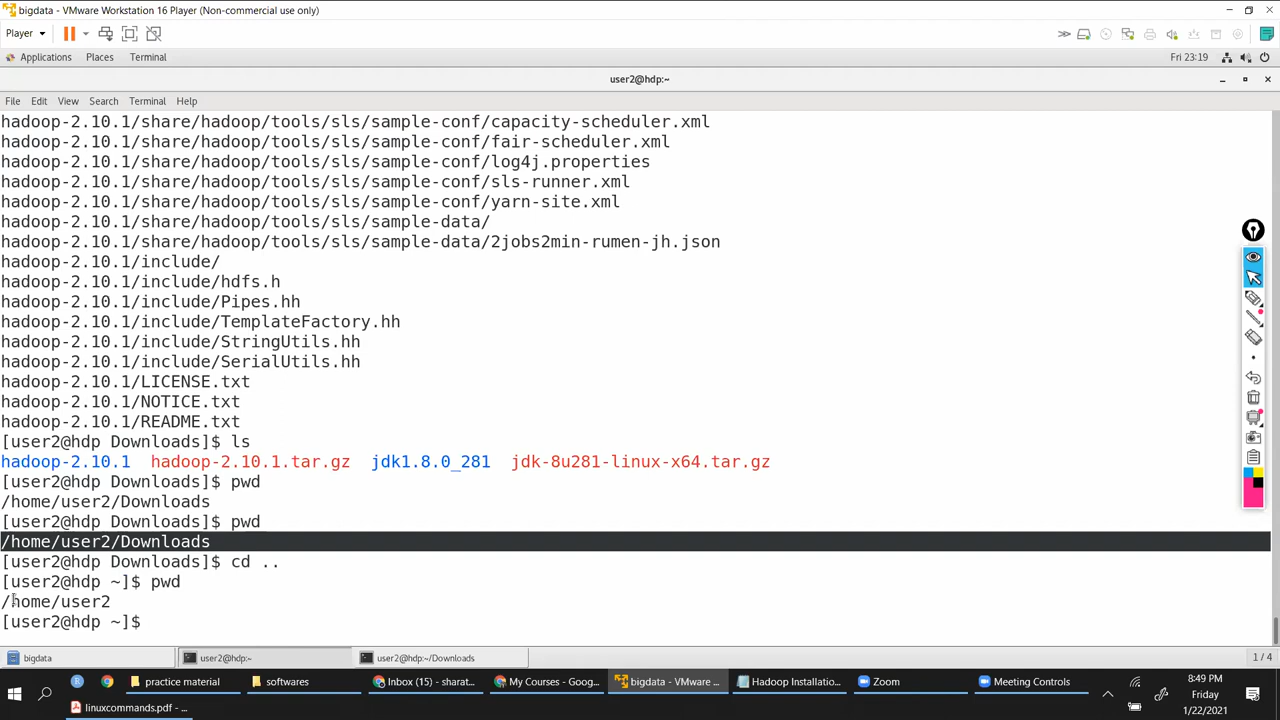 bigdata - VMware Workstation 16 Player (Non-commercial use only)
Player
Applications Places Terminal Fri 23:19
user2@hdp:~
File Edit View Search Terminal Help
hadoop-2.10.1/share/hadoop/tools/sls/sample-conf/capacity-scheduler.xml
hadoop-2.10.1/share/hadoop/tools/sls/sample-conf/fair-scheduler.xml
hadoop-2.10.1/share/hadoop/tools/sls/sample-conf/log4j.properties
hadoop-2.10.1/share/hadoop/tools/sls/sample-conf/sls-runner.xml
hadoop-2.10.1/share/hadoop/tools/sls/sample-conf/yarn-site.xml
hadoop-2.10.1/share/hadoop/tools/sls/sample-data/
hadoop-2.10.1/share/hadoop/tools/sls/sample-data/2jobs2min-rumen-jh.json
hadoop-2.10.1/include/
hadoop-2.10.1/include/hdfs.h
hadoop-2.10.1/include/Pipes.hh
hadoop-2.10.1/include/TemplateFactory.hh
hadoop-2.10.1/include/StringUtils.hh
hadoop-2.10.1/include/SerialUtils.hh
hadoop-2.10.1/LICENSE.txt
hadoop-2.10.1/NOTICE.txt
hadoop-2.10.1/README.txt
[user2@hdp Downloads]$ ls
hadoop-2.10.1 hadoop-2.10.1.tar.gz jdk1.8.0_281 jdk-8u281-linux-x64.tar.gz
[user2@hdp Downloads]$ pwd
/home/user2/Downloads
[user2@hdp Downloads]$ pwd
/home/user2/Downloads
[user2@hdp Downloads]$ cd ..
[user2@hdp ~]$ pwd
/home/user2
[user2@hdp ~]$
bigdata user2@hdp:~ user2@hdp:~/Downloads 1 / 4
practice material softwares Inbox (15) - sharat... My Courses - Goog... bigdata - VMware ... Hadoop Installatio... Zoom Meeting Controls 8:49 PM
Friday
linuxcommands.pdf - ... 1/22/2021